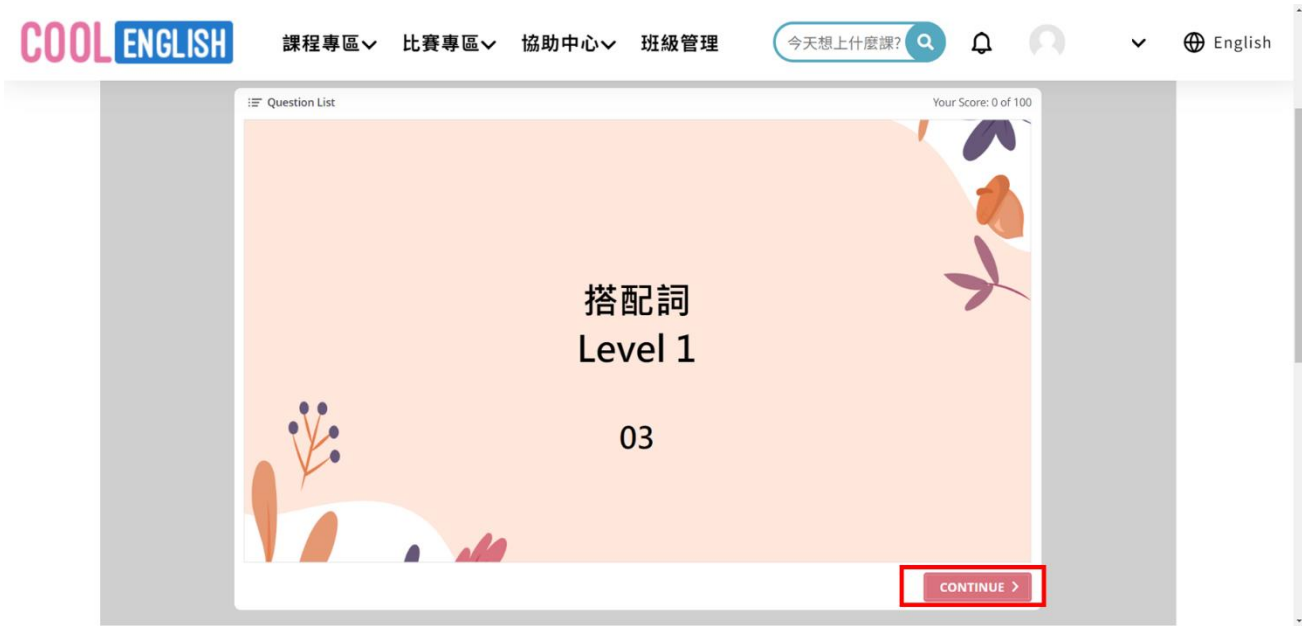 COOL ENGLISH 課程專區 比賽專區 協助中心 班級管理 今天想上什麼課? English
Question List Your Score: 0 of 100
搭配詞
Level 1
03
CONTINUE